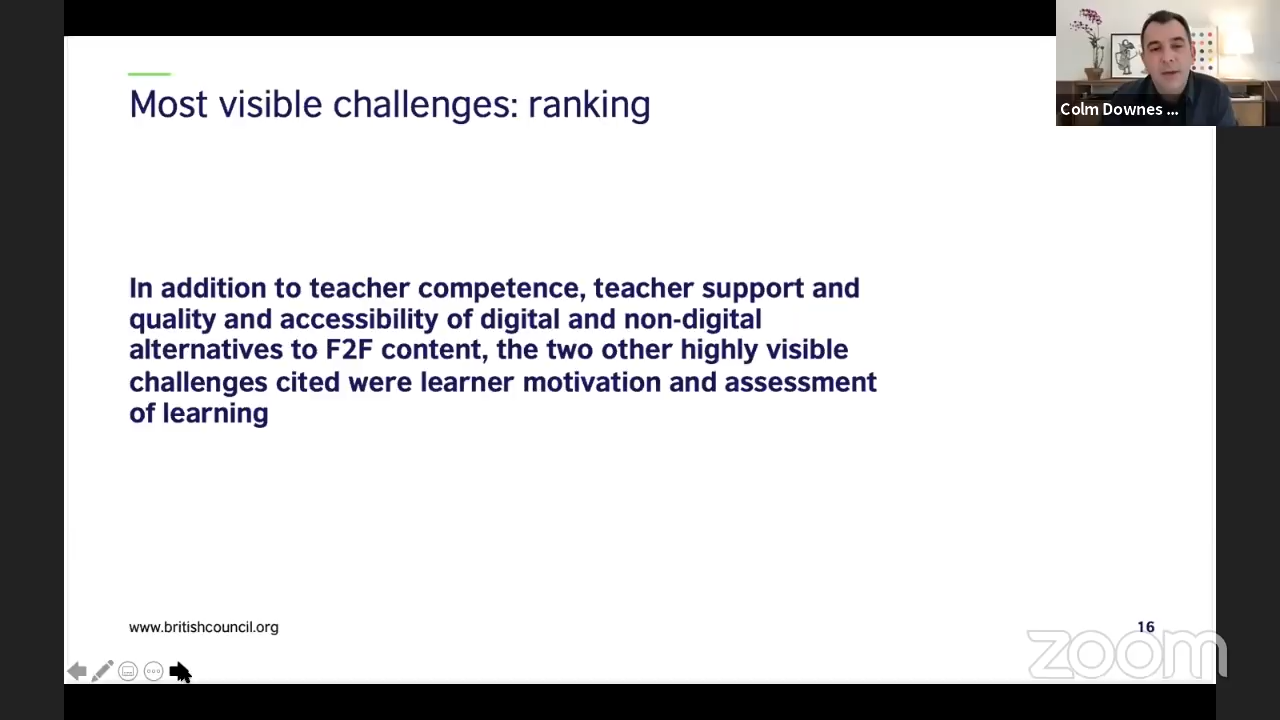 Most visible challenges: ranking
Colm Downes ...
In addition to teacher competence, teacher support and
quality and accessibility of digital and non-digital
alternatives to F2F content, the two other highly visible
challenges cited were learner motivation and assessment
of learning
www.britishcouncil.org
16
zoom